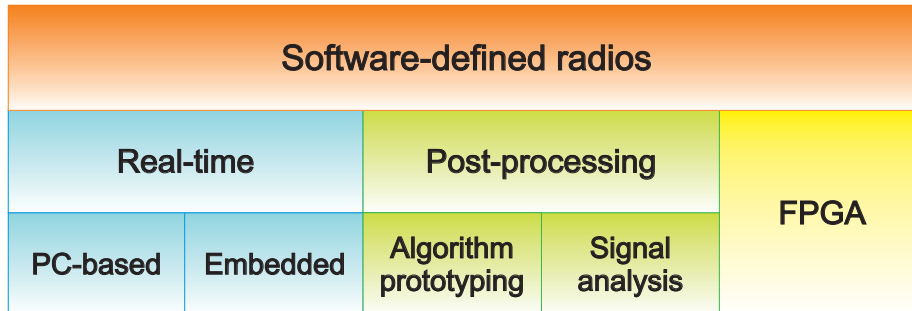 Software-defined radios
Real-time
Post-processing
FPGA
PC-based
Embedded
Algorithm
prototyping
Signal
analysis